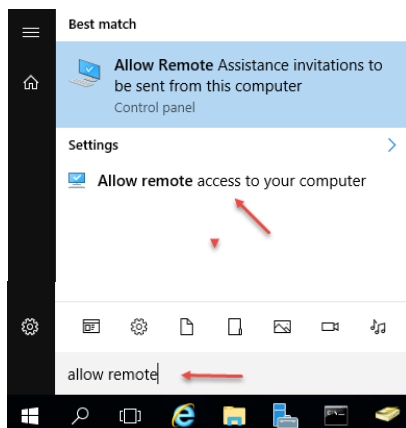 Best match
Allow Remote Assistance invitations to
be sent from this computer
Control panel
Settings
Allow remote access to your computer
allow remote